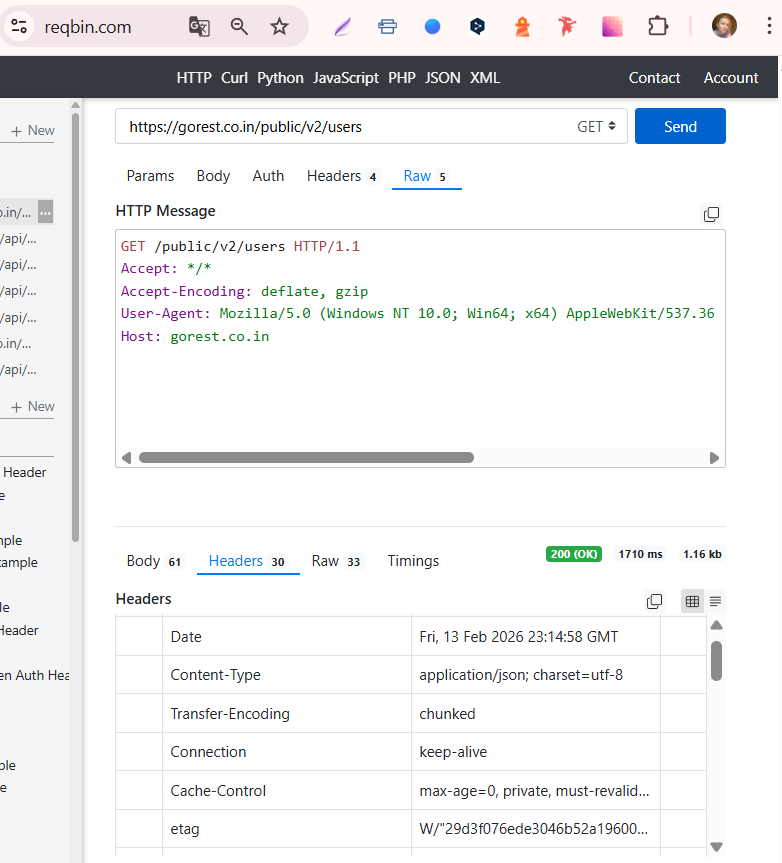 reqbin.com
HTTP Curl Python JavaScript PHP JSON XML Contact Account
+ New
https://gorest.co.in/public/v2/users GET Send
Params Body Auth Headers 4 Raw 5
HTTP Message
o.in/... ...
/api/...
/api/...
/api/...
/api/...
o.in/...
/api/...
+ New
GET /public/v2/users HTTP/1.1
Accept: */*
Accept-Encoding: deflate, gzip
User-Agent: Mozilla/5.0 (Windows NT 10.0; Win64; x64) AppleWebKit/537.36
Host: gorest.co.in
Header
e
mple
xample
le
Header
en Auth Hea
ple
e
Body 61 Headers 30 Raw 33 Timings 200 (OK) 1710 ms 1.16 kb
Headers
Date Fri, 13 Feb 2026 23:14:58 GMT
Content-Type application/json; charset=utf-8
Transfer-Encoding chunked
Connection keep-alive
Cache-Control max-age=0, private, must-revalid...
etag W/"29d3f076ede3046b52a19600...